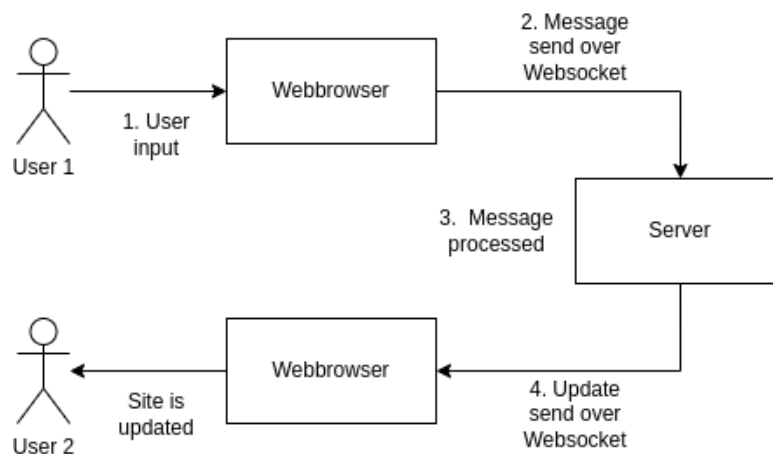 2. Message
send over
Websocket
Webbrowser
1. User
input
User 1
3.  Message
processed
Server
Webbrowser
Site is
updated
4. Update
send over
Websocket
User 2